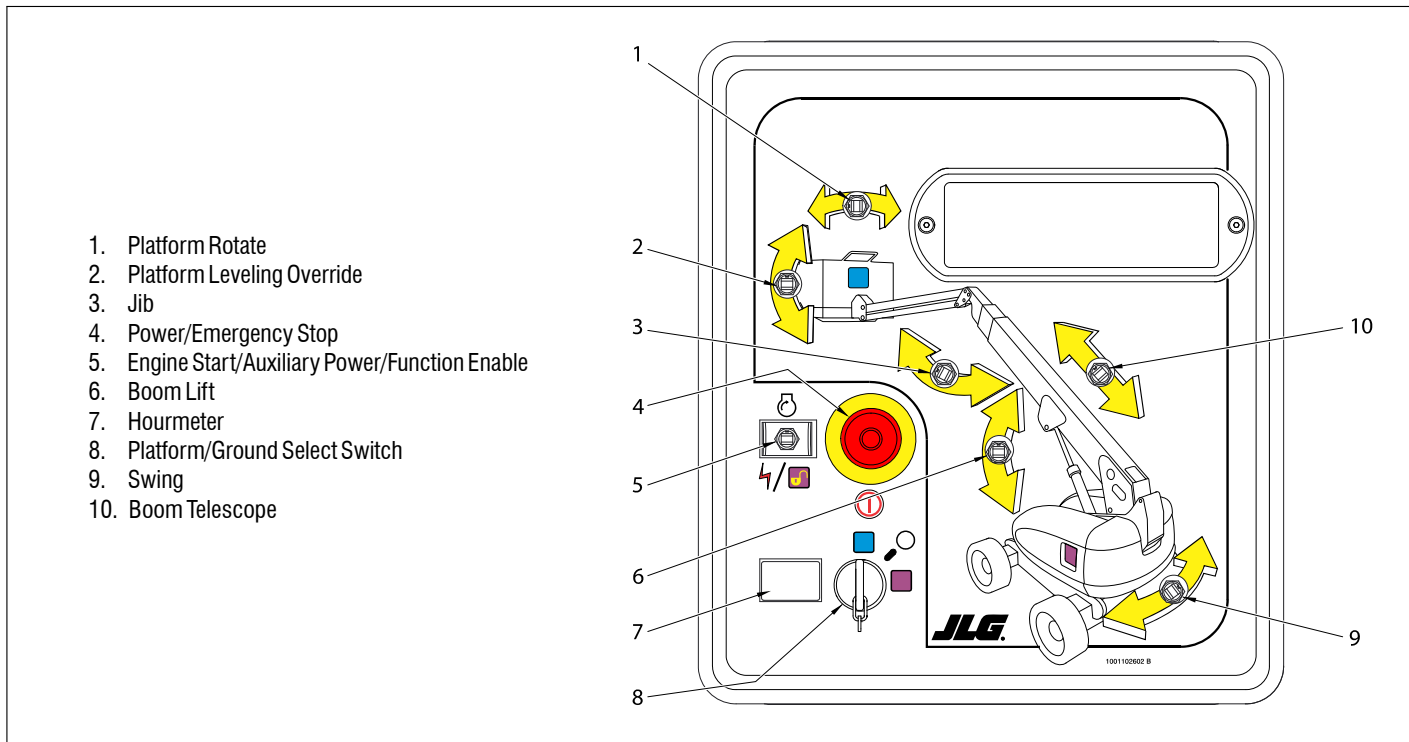 1. Platform Rotate
2. Platform Leveling Override
3. Jib
4. Power/Emergency Stop
5. Engine Start/Auxiliary Power/Function Enable
6. Boom Lift
7. Hourmeter
8. Platform/Ground Select Switch
9. Swing
10. Boom Telescope
1
2
3
4
5
6
7
8
9
10
JLG.
1001102602 B